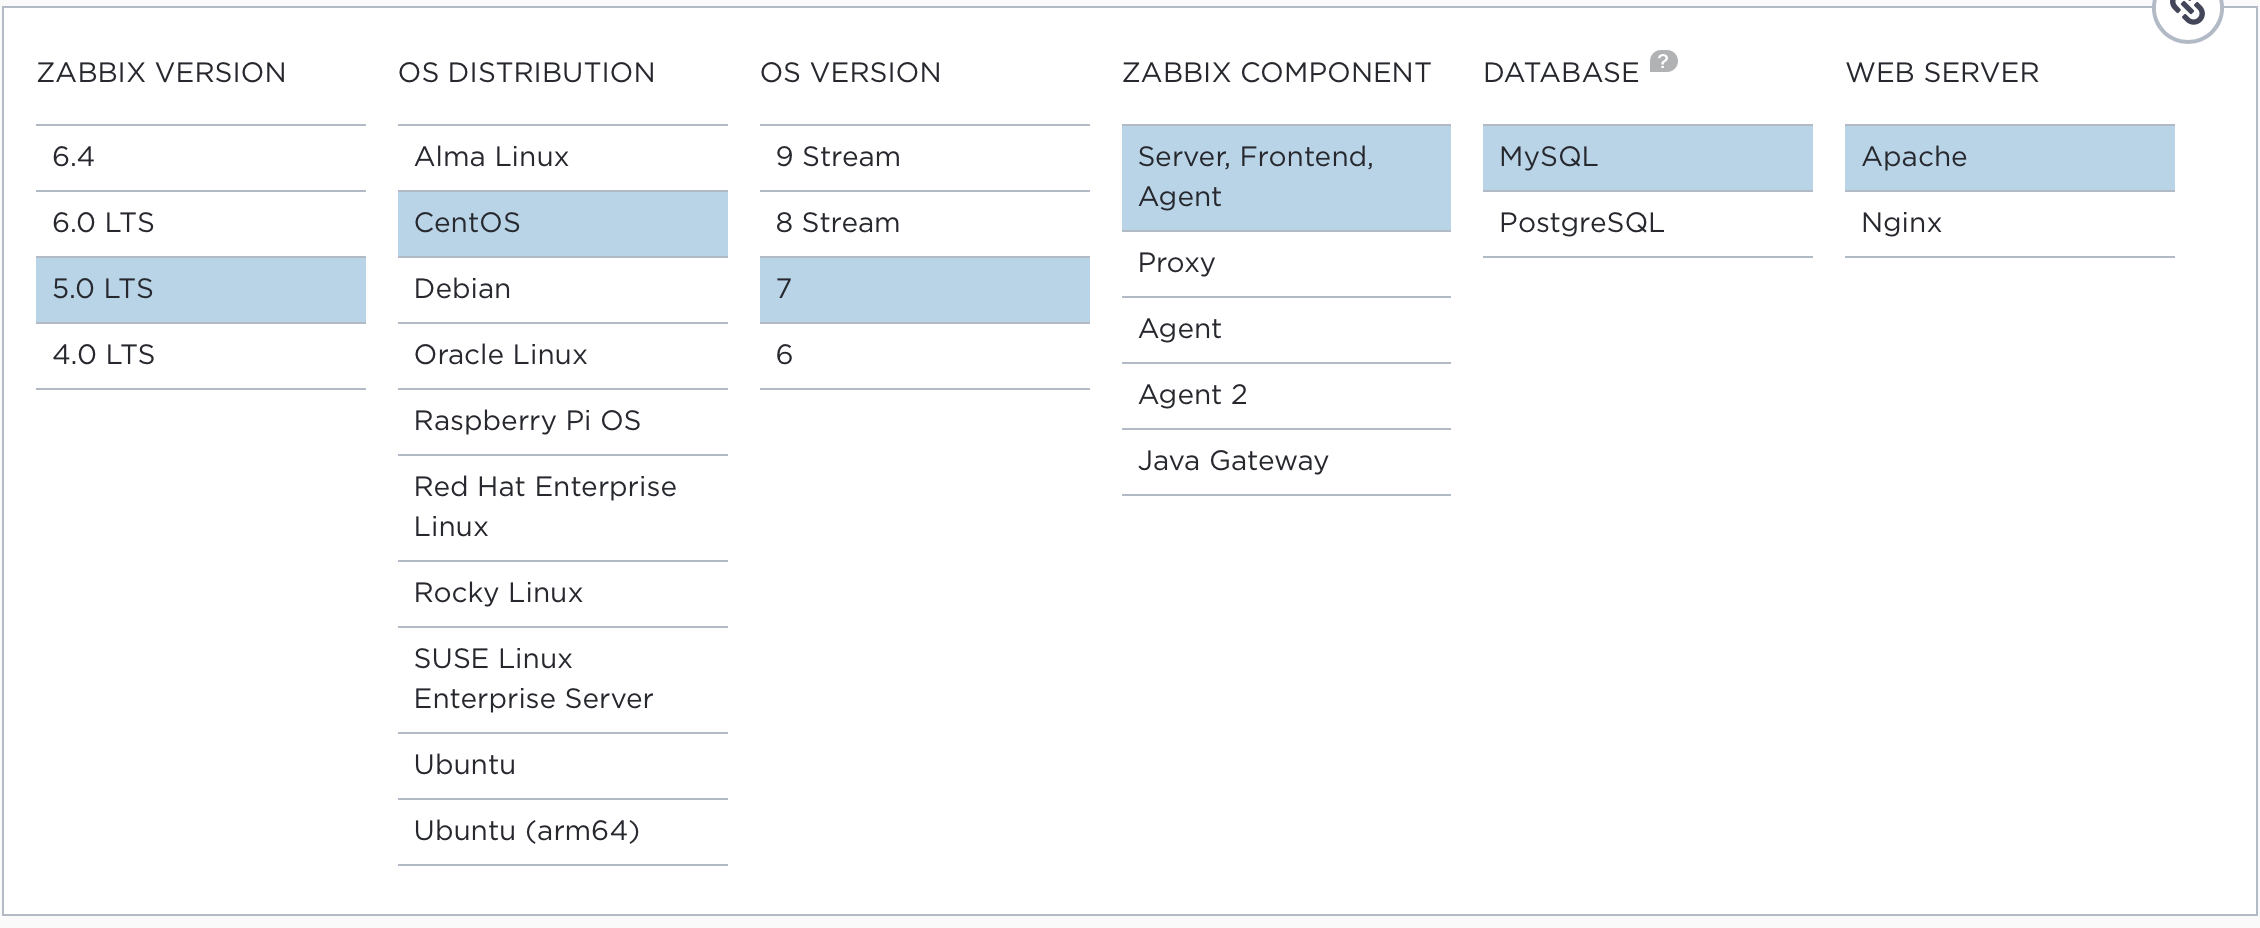 ZABBIX VERSION
6.4
6.0 LTS
5.0 LTS
4.0 LTS
OS DISTRIBUTION
Alma Linux
CentOS
Debian
Oracle Linux
Raspberry Pi OS
Red Hat Enterprise
Linux
Rocky Linux
SUSE Linux
Enterprise Server
Ubuntu
Ubuntu (arm64)
OS VERSION
9 Stream
8 Stream
7
6
ZABBIX COMPONENT
Server, Frontend,
Agent
Proxy
Agent
Agent 2
Java Gateway
DATABASE ?
MySQL
PostgreSQL
WEB SERVER
Apache
Nginx